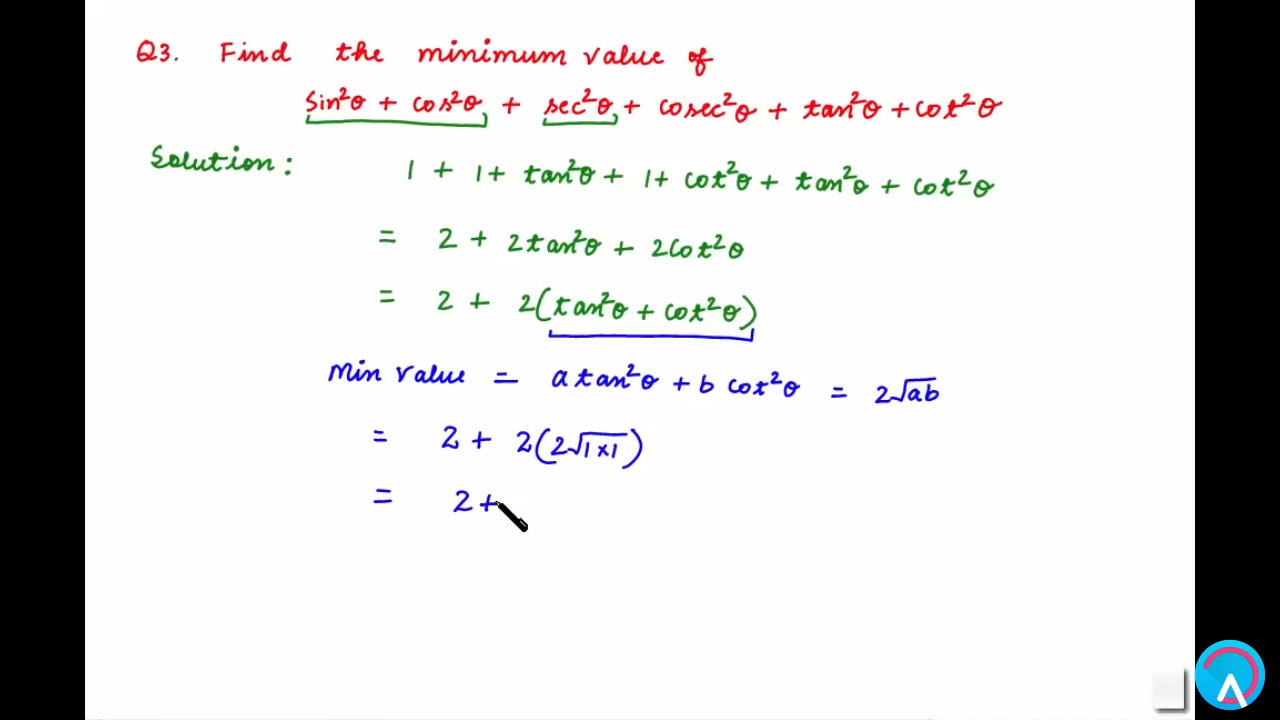 Q3. Find the minimum value of
sin²θ + cos²θ + sec²θ + cosec²θ + tan²θ + cot²θ
Solution:
1 + 1 + tan²θ + 1 + cot²θ + tan²θ + cot²θ
= 2 + 2tan²θ + 2cot²θ
= 2 + 2(tan²θ + cot²θ)
Min value = a tan²θ + b cot²θ = 2√ab
= 2 + 2(2√1×1)
= 2+